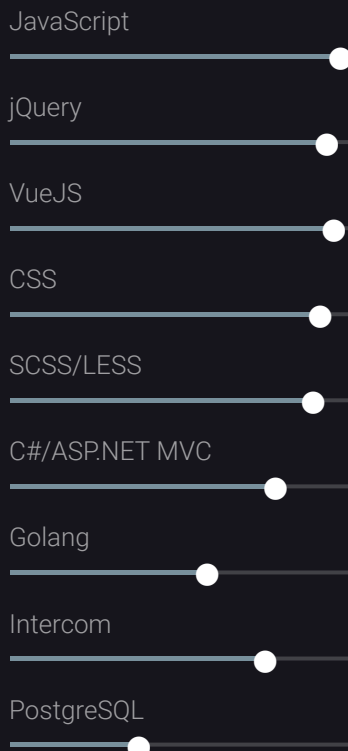 JavaScript
jQuery
VueJS
CSS
SCSS/LESS
C#/ASP.NET MVC
Golang
Intercom
PostgreSQL